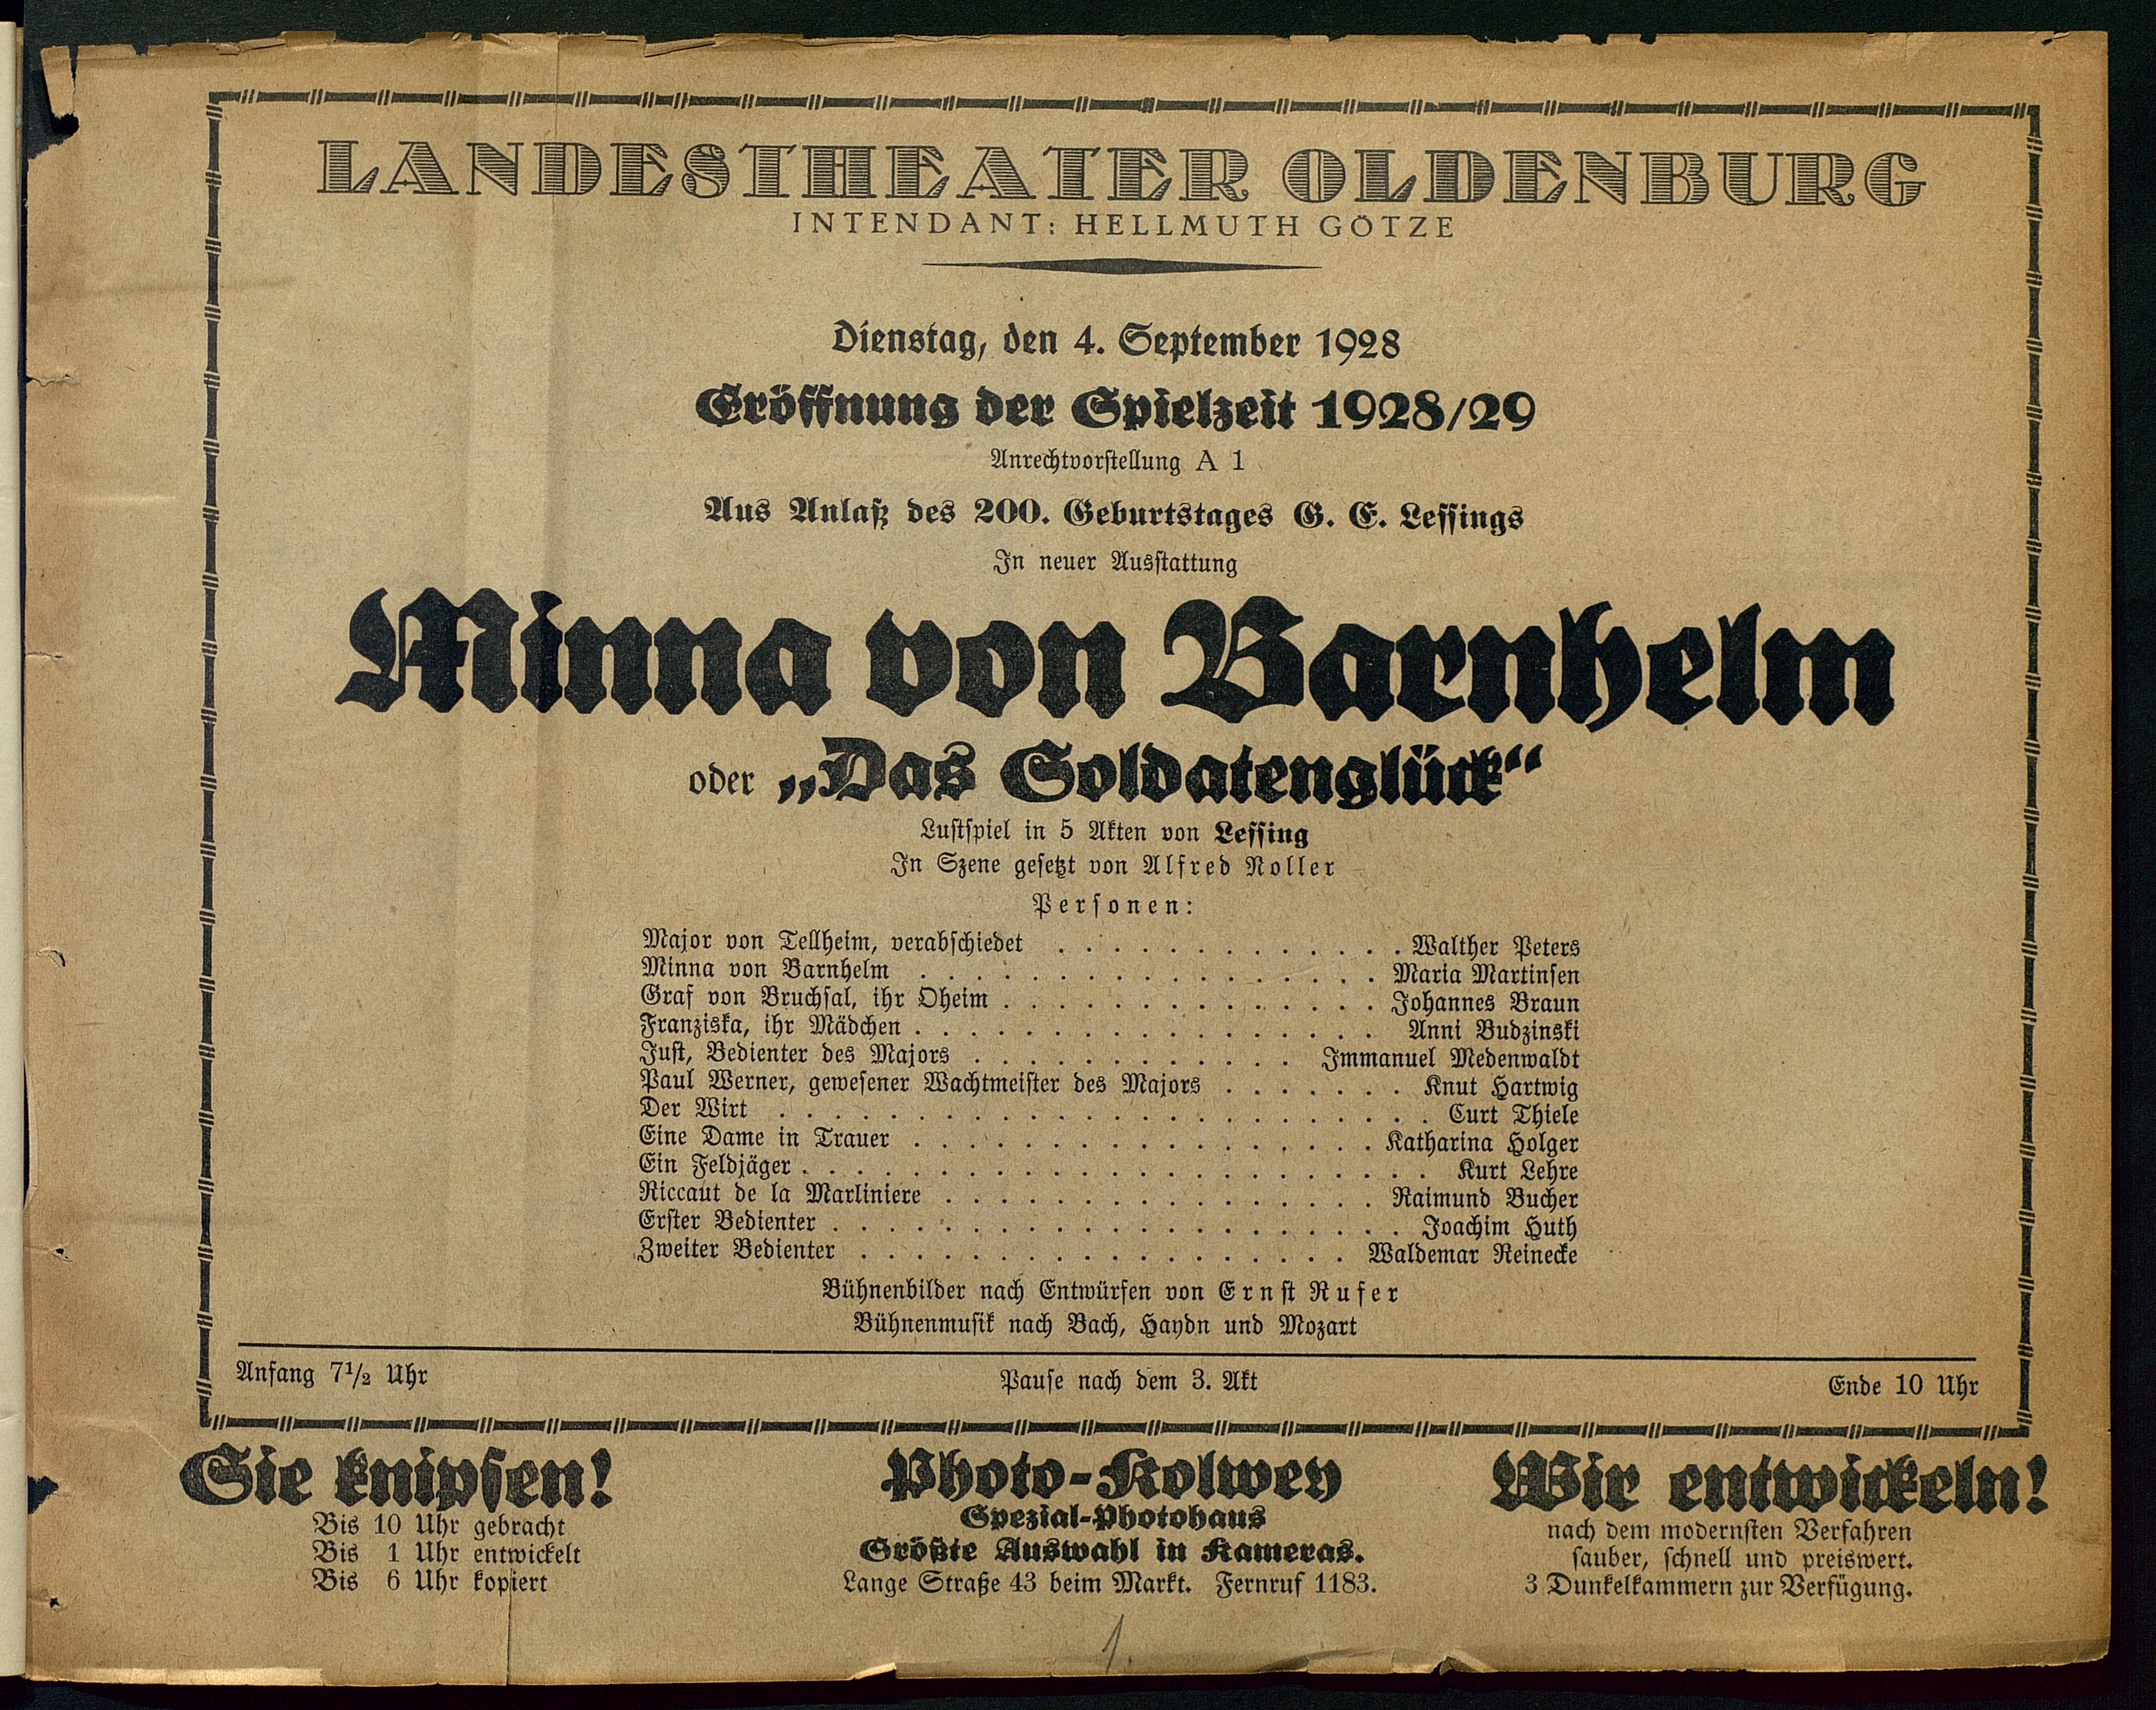 LANDESTHEATER OLDENBURG
INTENDANT: HELLMUTH GÖTZE
Dienstag, den 4. September 1928
Eröffnung der Spielzeit 1928/29
Anrechtvorstellung A 1
Aus Anlaß des 200. Geburtstages G. E. Lessings
In neuer Ausstattung
Minna von Barnhelm
oder „Das Soldatenglück“
Lustspiel in 5 Akten von Lessing
In Szene gesetzt von Alfred Noller
Personen:
Major von Tellheim, verabschiedet . . . . . . . . . . . . . Walther Peters
Minna von Barnhelm . . . . . . . . . . . . . . . . . Maria Martinsen
Graf von Bruchsal, ihr Oheim . . . . . . . . . . . . . . Johannes Braun
Franziska, ihr Mädchen . . . . . . . . . . . . . . . . . Anni Budzinski
Just, Bedienter des Majors . . . . . . . . . . . . Immanuel Medenwaldt
Paul Werner, gewesener Wachtmeister des Majors . . . . . . . Knut Hartwig
Der Wirt . . . . . . . . . . . . . . . . . . . . . . . . Curt Thiele
Eine Dame in Trauer . . . . . . . . . . . . . . . . . Katharina Holger
Ein Feldjäger . . . . . . . . . . . . . . . . . . . . . . . Kurt Lehre
Riccaut de la Marliniere . . . . . . . . . . . . . . . . Raimund Bucher
Erster Bedienter . . . . . . . . . . . . . . . . . . . . . Joachim Huth
Zweiter Bedienter . . . . . . . . . . . . . . . . . . Waldemar Reinecke
Bühnenbilder nach Entwürfen von Ernst Rufer
Bühnenmusik nach Bach, Haydn und Mozart
Anfang 7½ Uhr Pause nach dem 3. Akt Ende 10 Uhr
Sie knipsen!
Bis 10 Uhr gebracht
Bis 1 Uhr entwickelt
Bis 6 Uhr kopiert
Photo-Kolwey
Spezial-Photohaus
Größte Auswahl in Kameras.
Lange Straße 43 beim Markt. Fernruf 1183.
Wir entwickeln!
nach dem modernsten Verfahren
sauber, schnell und preiswert.
3 Dunkelkammern zur Verfügung.
1.